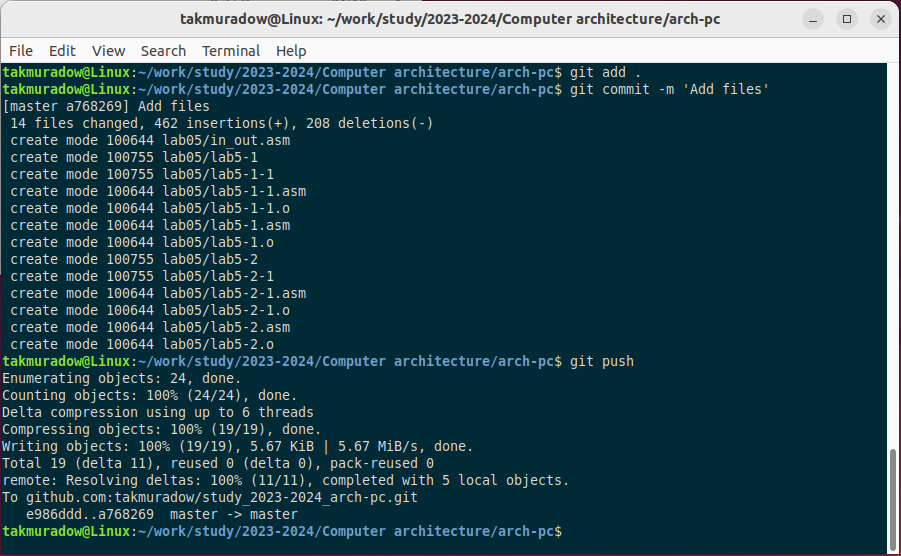 takmuradow@Linux: ~/work/study/2023-2024/Computer architecture/arch-pc
File Edit View Search Terminal Help
takmuradow@Linux:~/work/study/2023-2024/Computer architecture/arch-pc$ git add .
takmuradow@Linux:~/work/study/2023-2024/Computer architecture/arch-pc$ git commit -m 'Add files'
[master a768269] Add files
 14 files changed, 462 insertions(+), 208 deletions(-)
 create mode 100644 lab05/in_out.asm
 create mode 100755 lab05/lab5-1
 create mode 100755 lab05/lab5-1-1
 create mode 100644 lab05/lab5-1-1.asm
 create mode 100644 lab05/lab5-1-1.o
 create mode 100644 lab05/lab5-1.asm
 create mode 100644 lab05/lab5-1.o
 create mode 100755 lab05/lab5-2
 create mode 100755 lab05/lab5-2-1
 create mode 100644 lab05/lab5-2-1.asm
 create mode 100644 lab05/lab5-2-1.o
 create mode 100644 lab05/lab5-2.asm
 create mode 100644 lab05/lab5-2.o
takmuradow@Linux:~/work/study/2023-2024/Computer architecture/arch-pc$ git push
Enumerating objects: 24, done.
Counting objects: 100% (24/24), done.
Delta compression using up to 6 threads
Compressing objects: 100% (19/19), done.
Writing objects: 100% (19/19), 5.67 KiB | 5.67 MiB/s, done.
Total 19 (delta 11), reused 0 (delta 0), pack-reused 0
remote: Resolving deltas: 100% (11/11), completed with 5 local objects.
To github.com:takmuradow/study_2023-2024_arch-pc.git
   e986ddd..a768269  master -> master
takmuradow@Linux:~/work/study/2023-2024/Computer architecture/arch-pc$